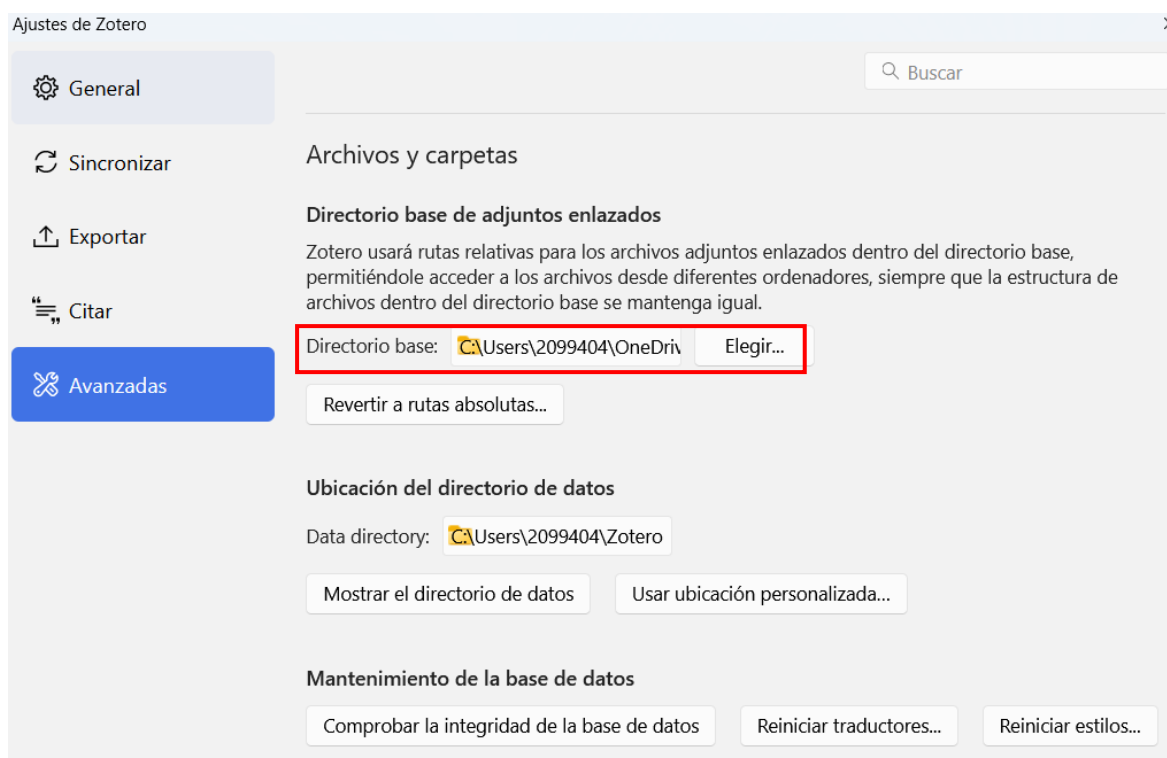 Ajustes de Zotero
General
Buscar
Sincronizar
Archivos y carpetas
Directorio base de adjuntos enlazados
Exportar
Zotero usará rutas relativas para los archivos adjuntos enlazados dentro del directorio base,
permitiéndole acceder a los archivos desde diferentes ordenadores, siempre que la estructura de
archivos dentro del directorio base se mantenga igual.
Citar
Directorio base: C:\Users\2099404\OneDriv Elegir...
Avanzadas
Revertir a rutas absolutas...
Ubicación del directorio de datos
Data directory: C:\Users\2099404\Zotero
Mostrar el directorio de datos Usar ubicación personalizada...
Mantenimiento de la base de datos
Comprobar la integridad de la base de datos Reiniciar traductores... Reiniciar estilos...